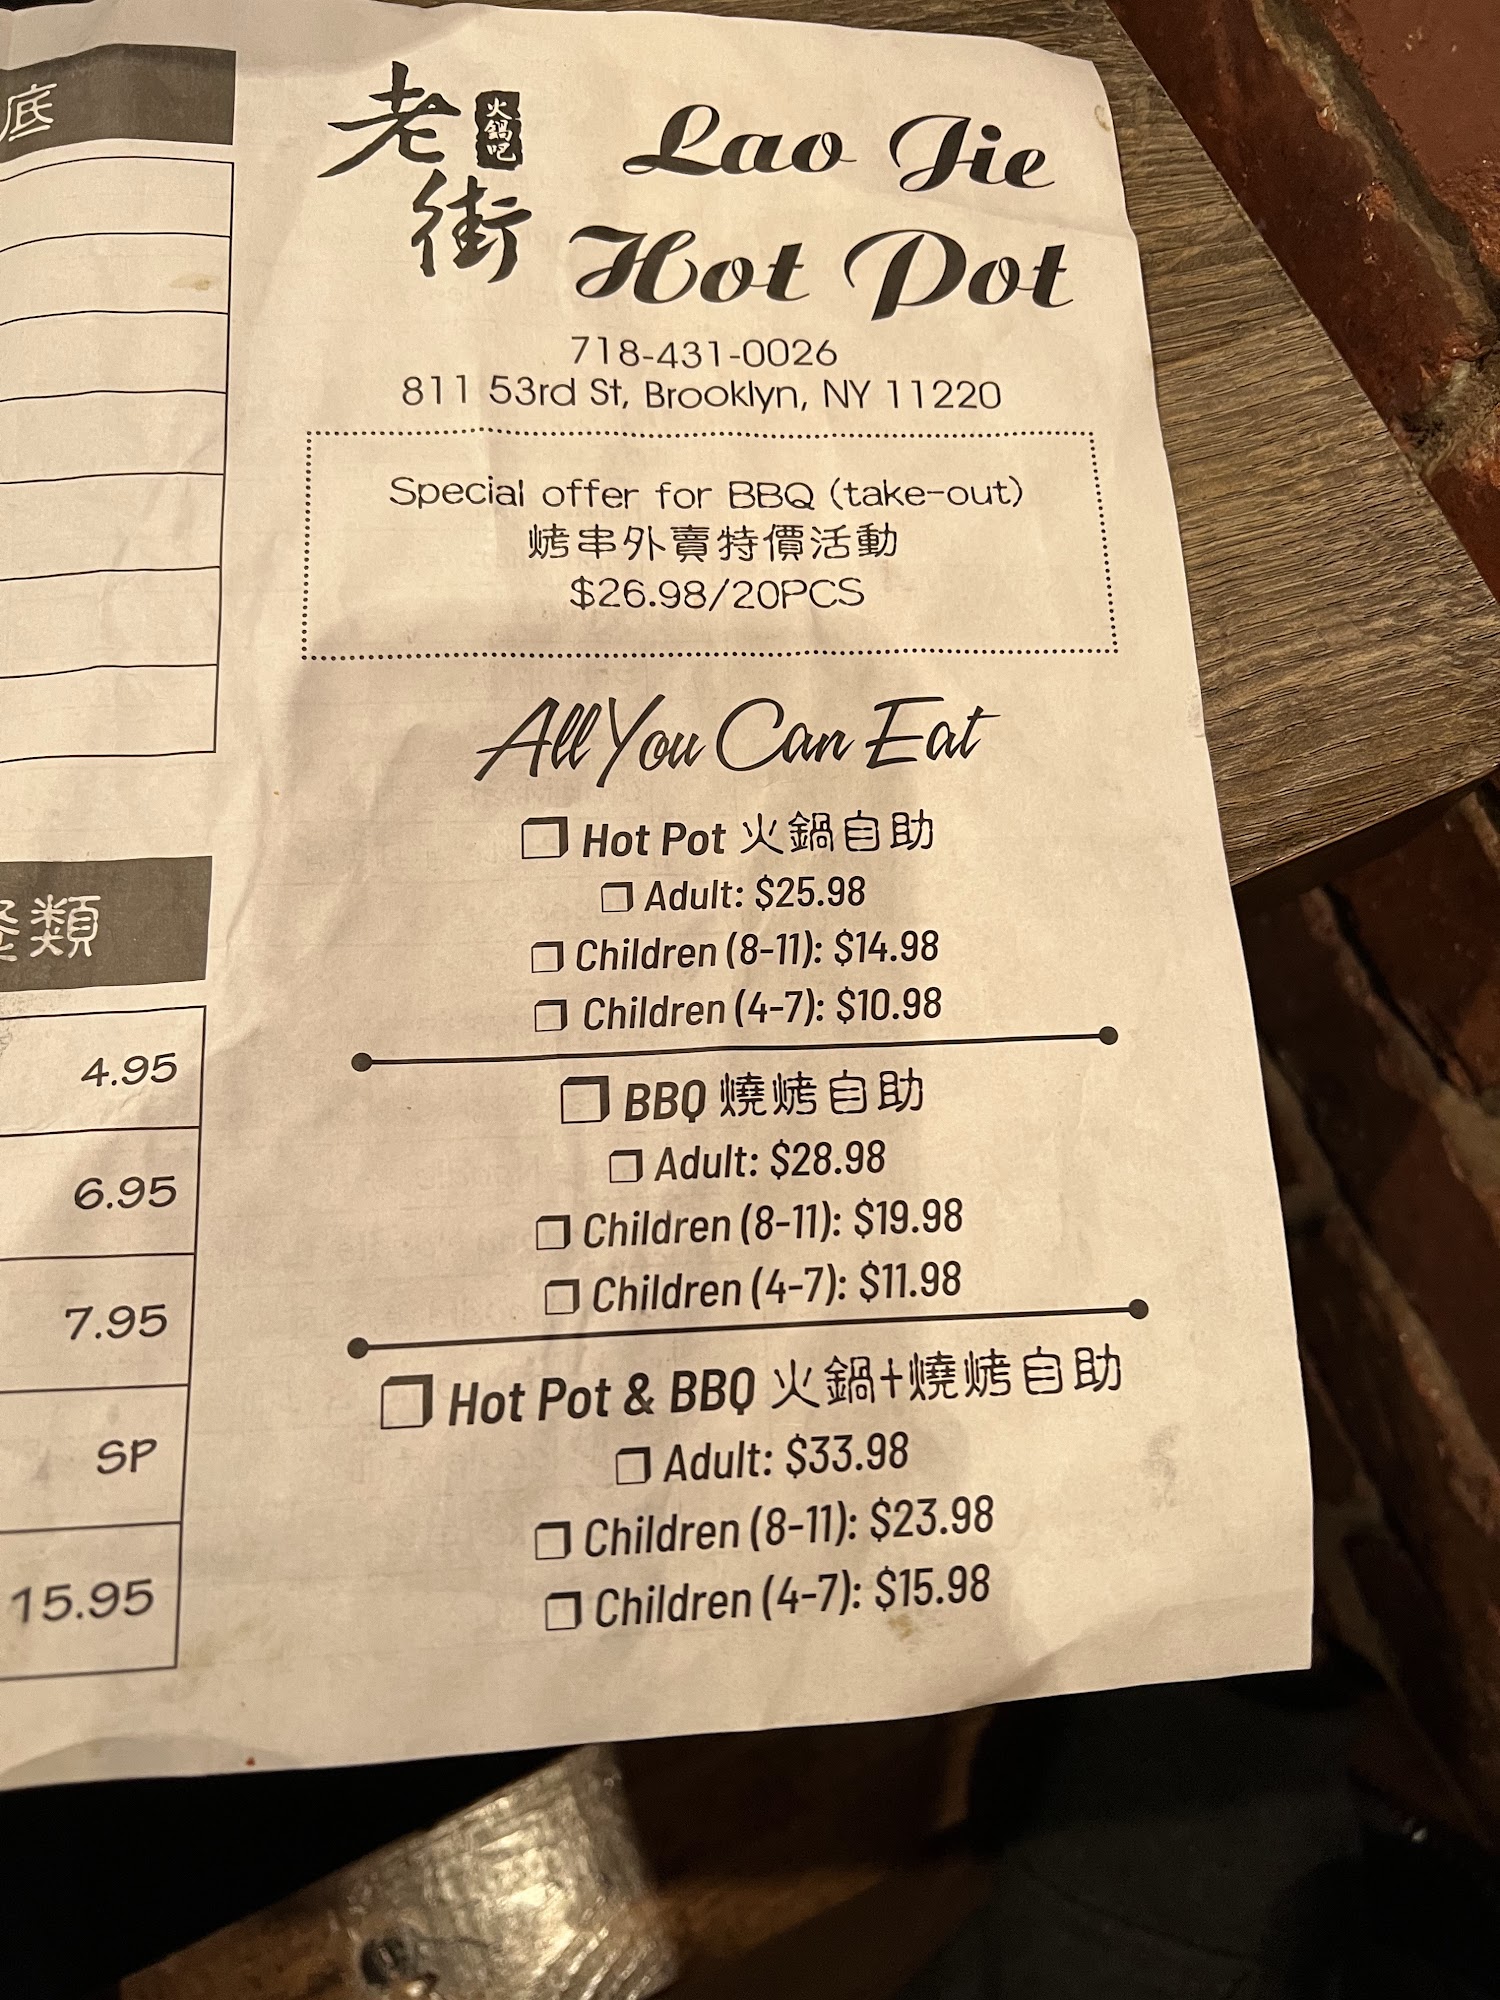 底
類
4.95
6.95
7.95
SP
15.95
老街
火鍋吧
Lao Jie
Hot Pot
718-431-0026
811 53rd St, Brooklyn, NY 11220
Special offer for BBQ (take-out)
烤串外賣特價活動
$26.98/20PCS
All You Can Eat
❒ Hot Pot 火鍋自助
❒ Adult: $25.98
❒ Children (8-11): $14.98
❒ Children (4-7): $10.98
❒ BBQ 燒烤自助
❒ Adult: $28.98
❒ Children (8-11): $19.98
❒ Children (4-7): $11.98
❒ Hot Pot & BBQ 火鍋+燒烤自助
❒ Adult: $33.98
❒ Children (8-11): $23.98
❒ Children (4-7): $15.98